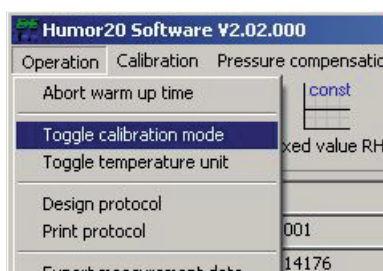 Humor20 Software V2.02.000
Operation Calibration Pressure compensatio
Abort warm up time
const
Toggle calibration mode
xed value RH
Toggle temperature unit
Design protocol
Print protocol
001
14176